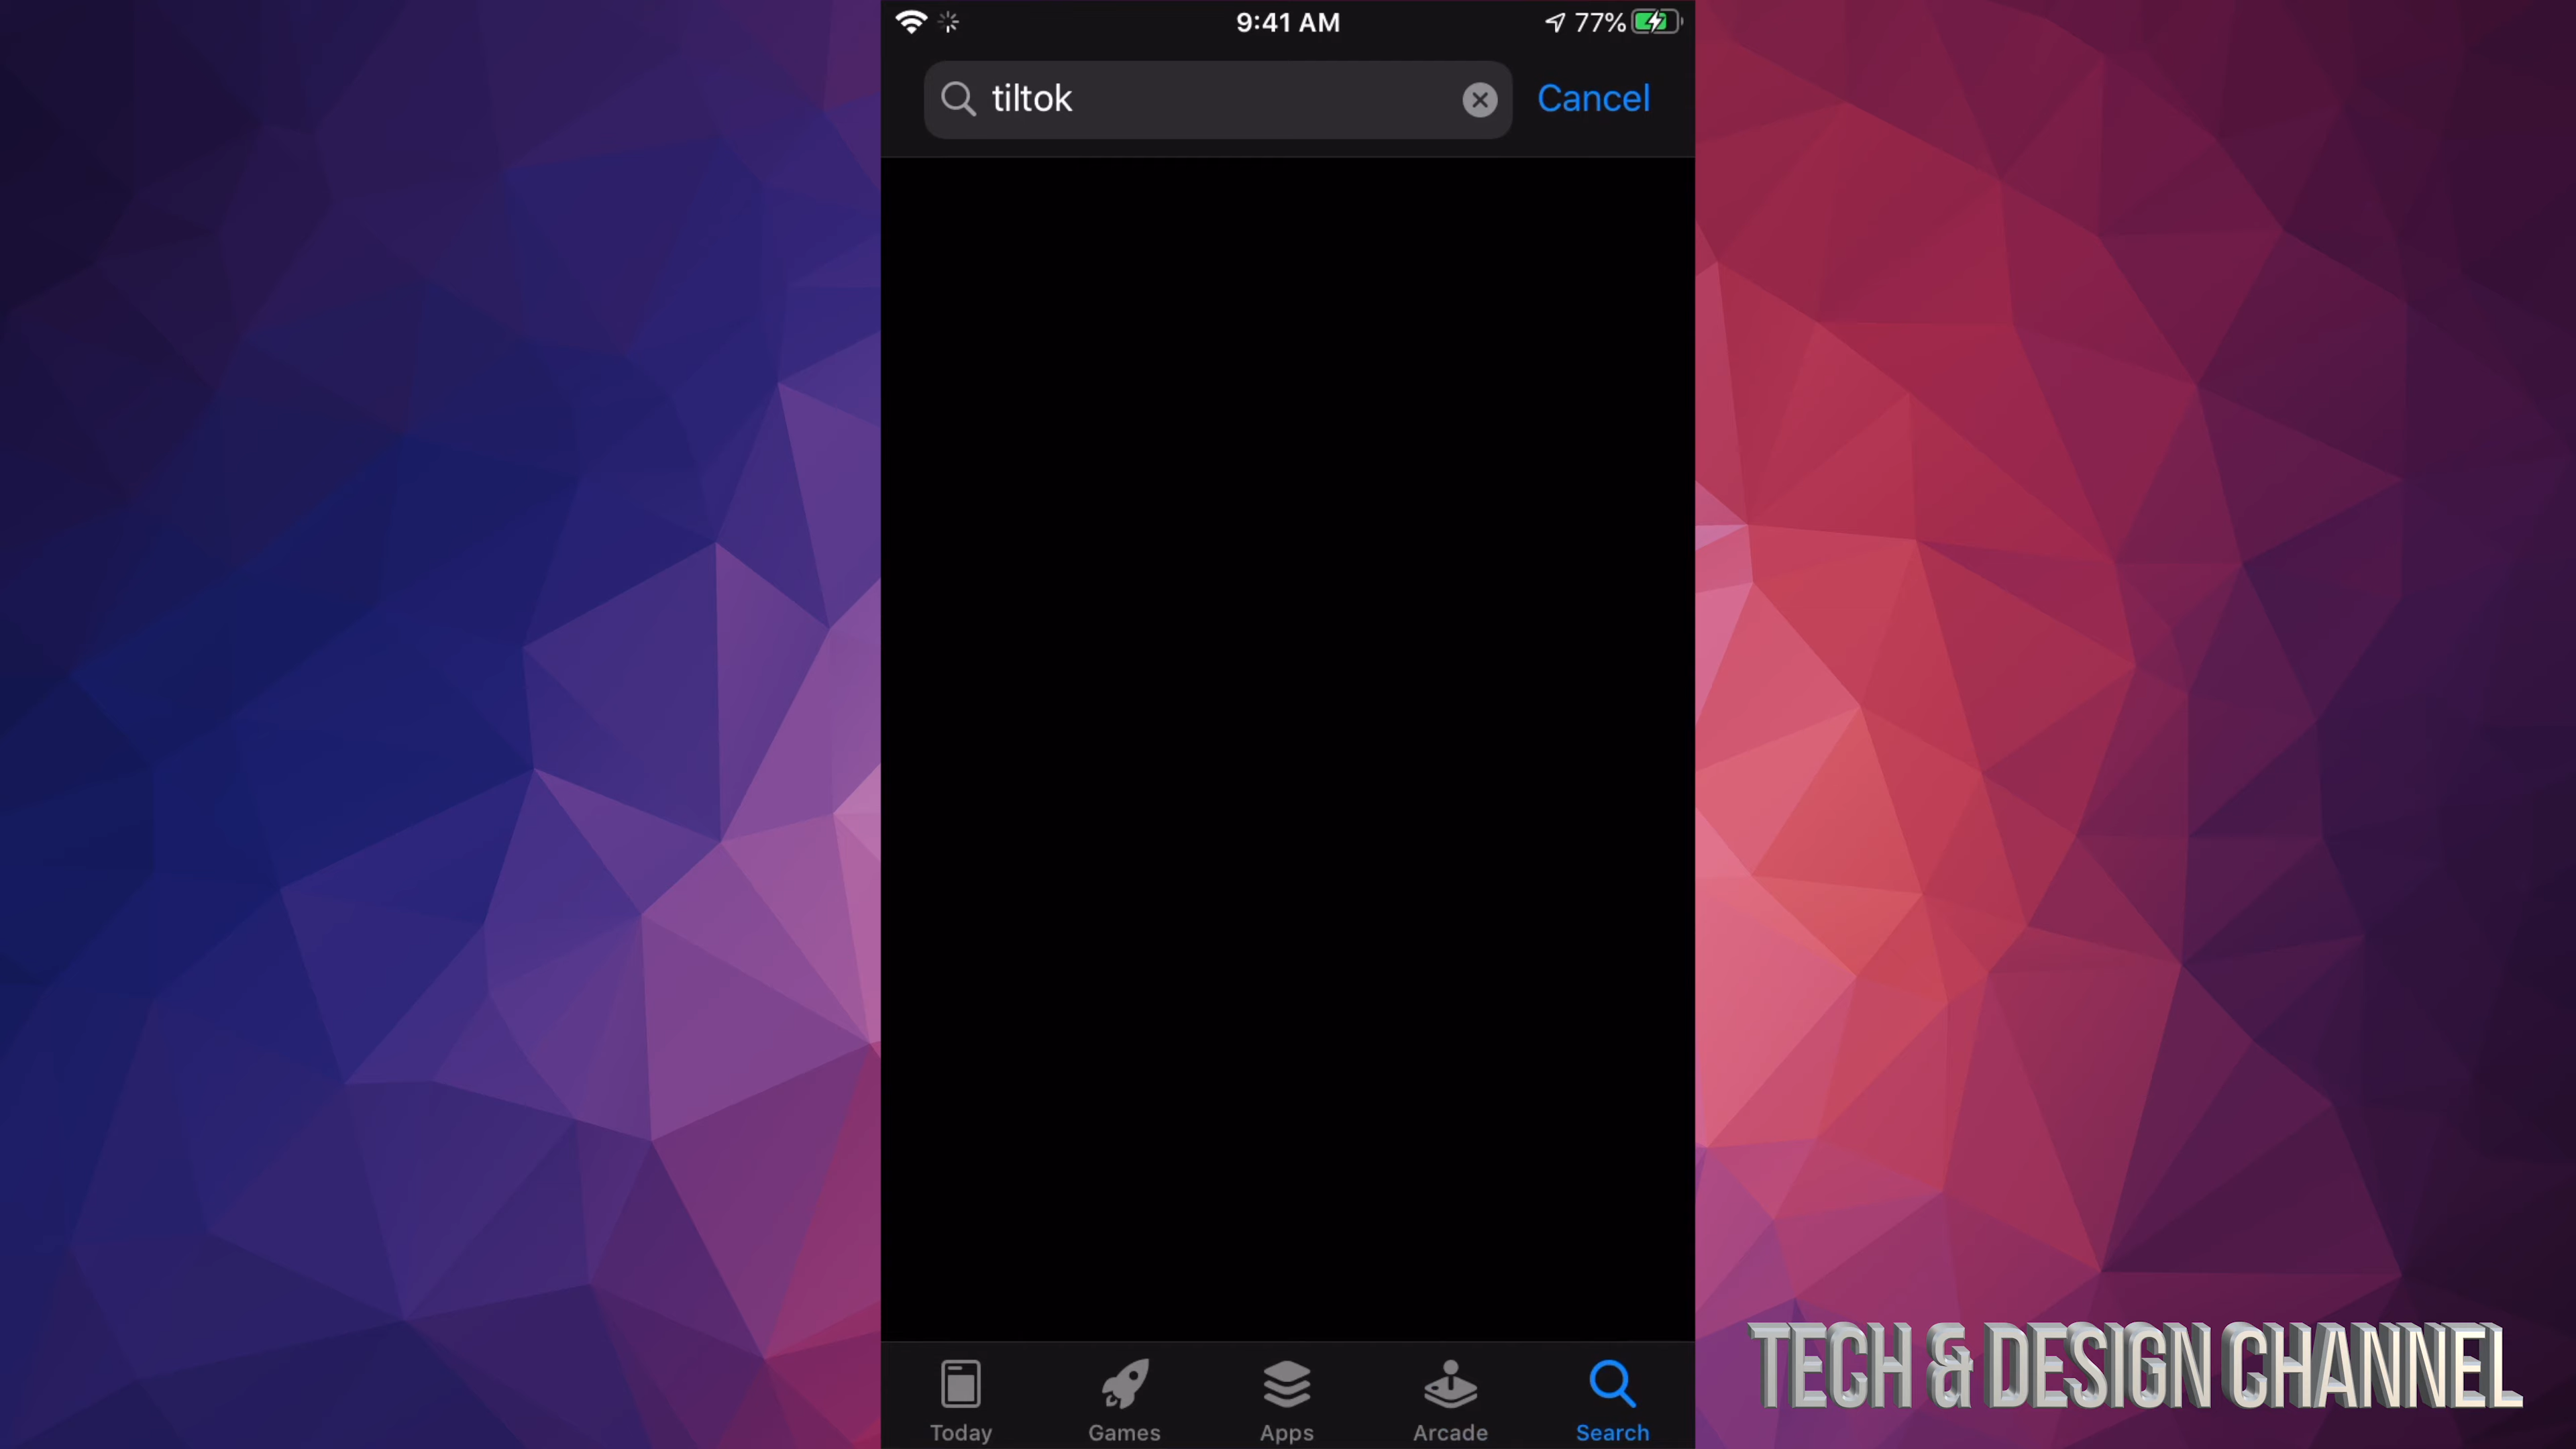 9:41 AM
77%
tiltok
Cancel
Today
Games
Apps
Arcade
Search
TECH & DESIGN CHANNEL